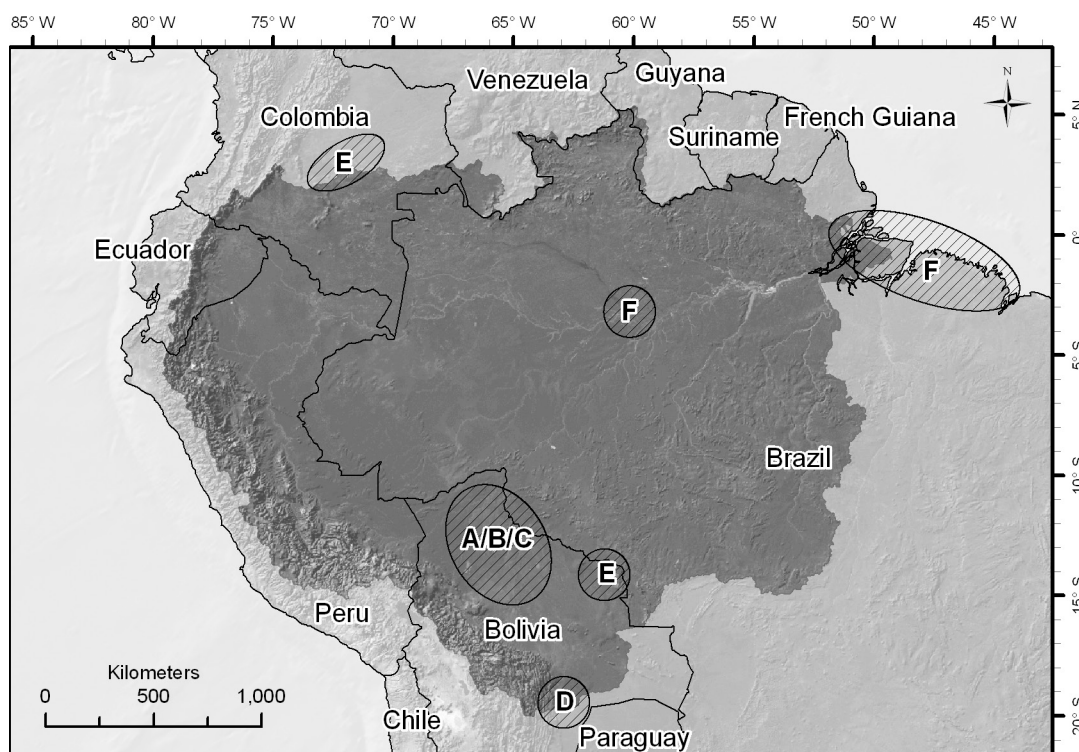 85° W 80° W 75° W 70° W 65° W 60° W 55° W 50° W 45° W
Venezuela
Guyana
N
Colombia
Suriname
French Guiana
5° N
E
Ecuador
0°
F
F
5° S
Brazil
10° S
A/B/C
E
15° S
Peru
Bolivia
Kilometers
0 500 1,000
D
Chile
Paraguay
20° S